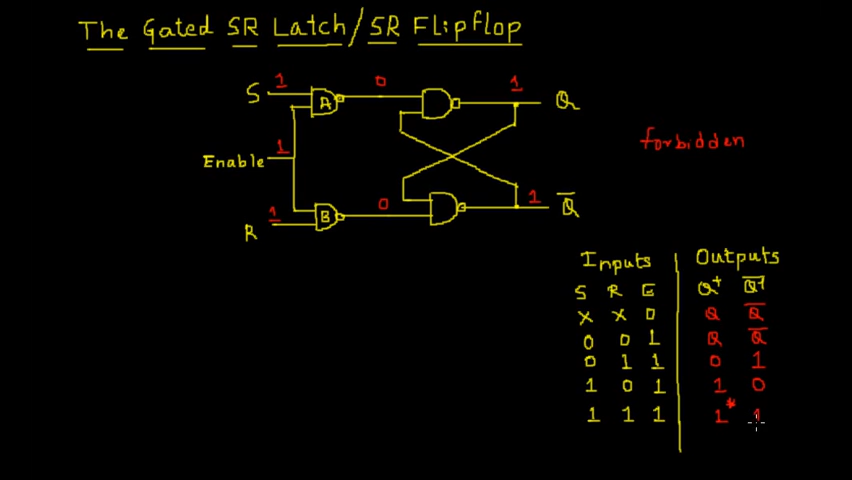 The Gated SR Latch/SR Flipflop
S 1 A 0 1 Q
forbidden
Enable 1
R 1 B 0 1 Q̅
Inputs Outputs
S R E Q⁺ Q̅⁺
X X 0 Q Q̅
0 0 1 Q Q̅
0 1 1 0 1
1 0 1 1 0
1 1 1 1* 1